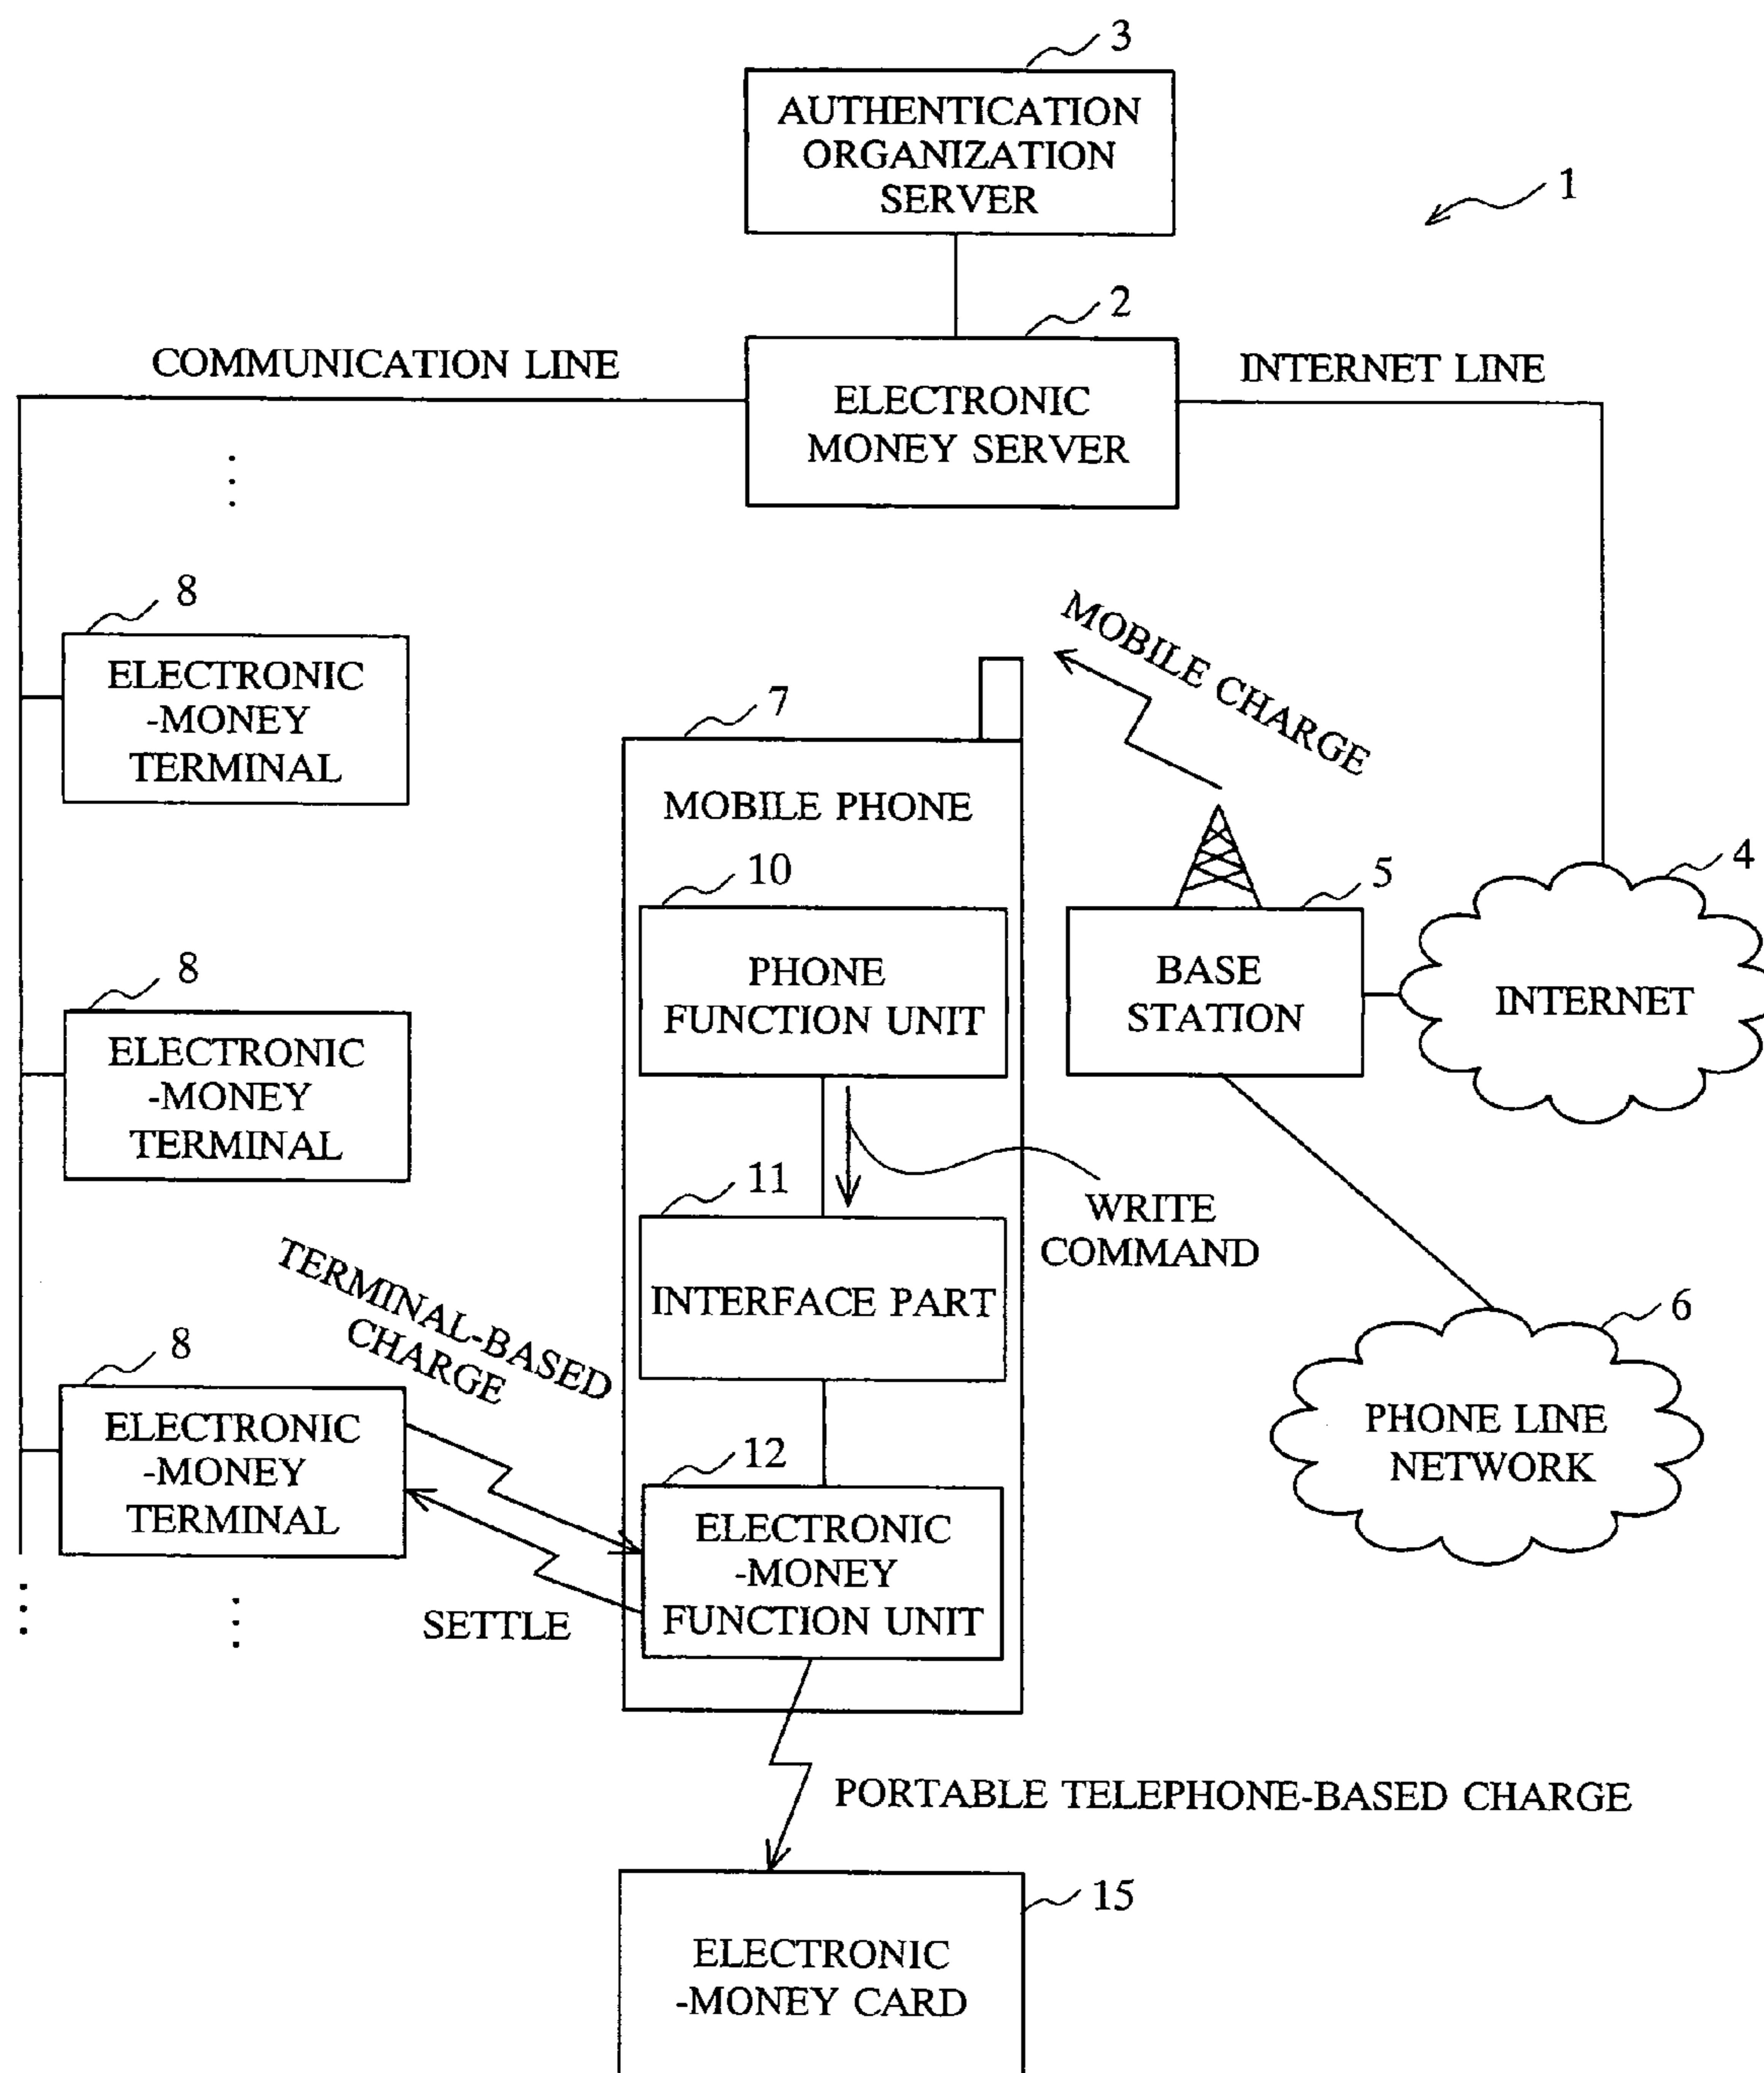 3
AUTHENTICATION
ORGANIZATION
SERVER
1
2
COMMUNICATION LINE
ELECTRONIC
MONEY SERVER
INTERNET LINE
8
ELECTRONIC
-MONEY
TERMINAL
MOBILE CHARGE
7
MOBILE PHONE
10
PHONE
FUNCTION UNIT
5
BASE
STATION
4
INTERNET
8
ELECTRONIC
-MONEY
TERMINAL
WRITE
COMMAND
11
INTERFACE PART
TERMINAL-BASED
CHARGE
6
PHONE LINE
NETWORK
8
ELECTRONIC
-MONEY
TERMINAL
12
ELECTRONIC
-MONEY
FUNCTION UNIT
SETTLE
PORTABLE TELEPHONE-BASED CHARGE
15
ELECTRONIC
-MONEY CARD